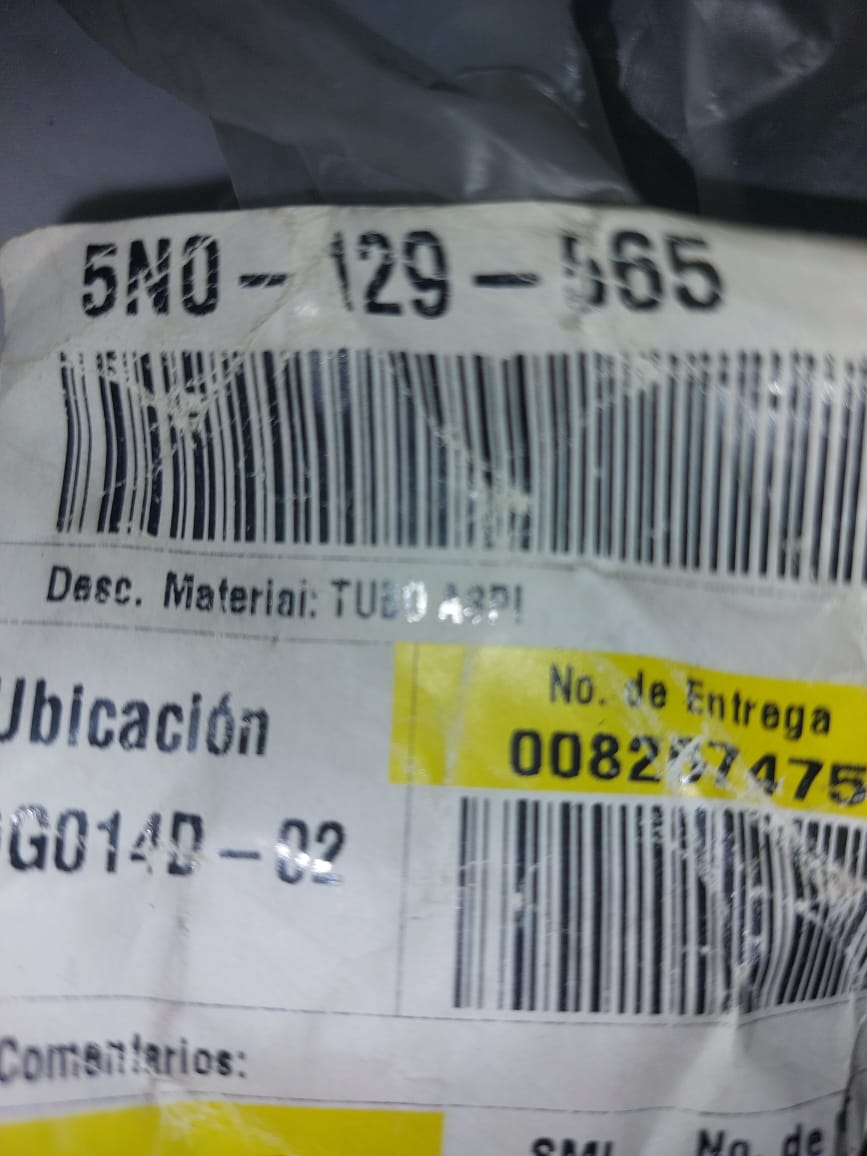 5N0-129-565
Desc. Material: TUBO ASPI
Ubicación
No. de Entrega
G014D-02
Comentarios:
No. de